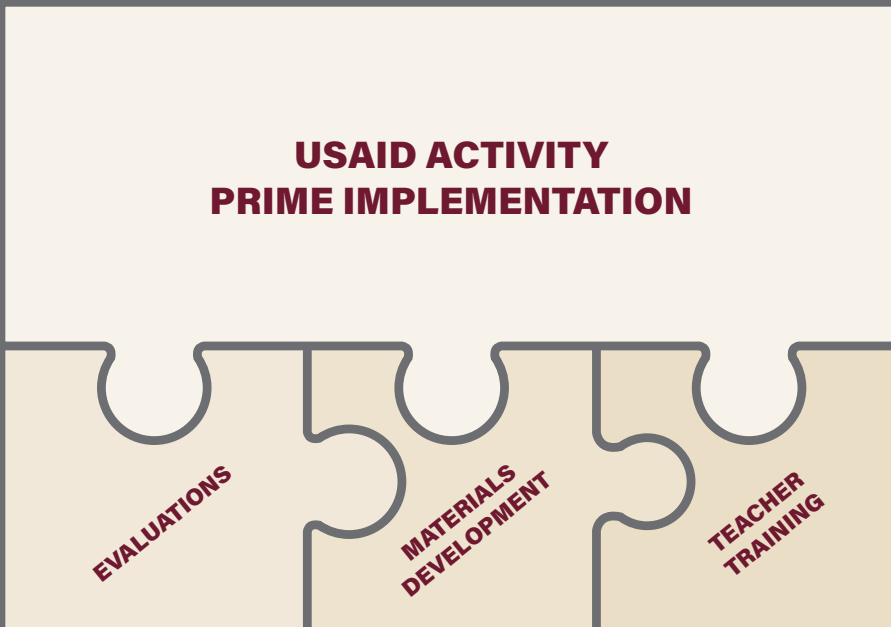 USAID ACTIVITY
PRIME IMPLEMENTATION
EVALUATIONS
MATERIALS
DEVELOPMENT
TEACHER
TRAINING